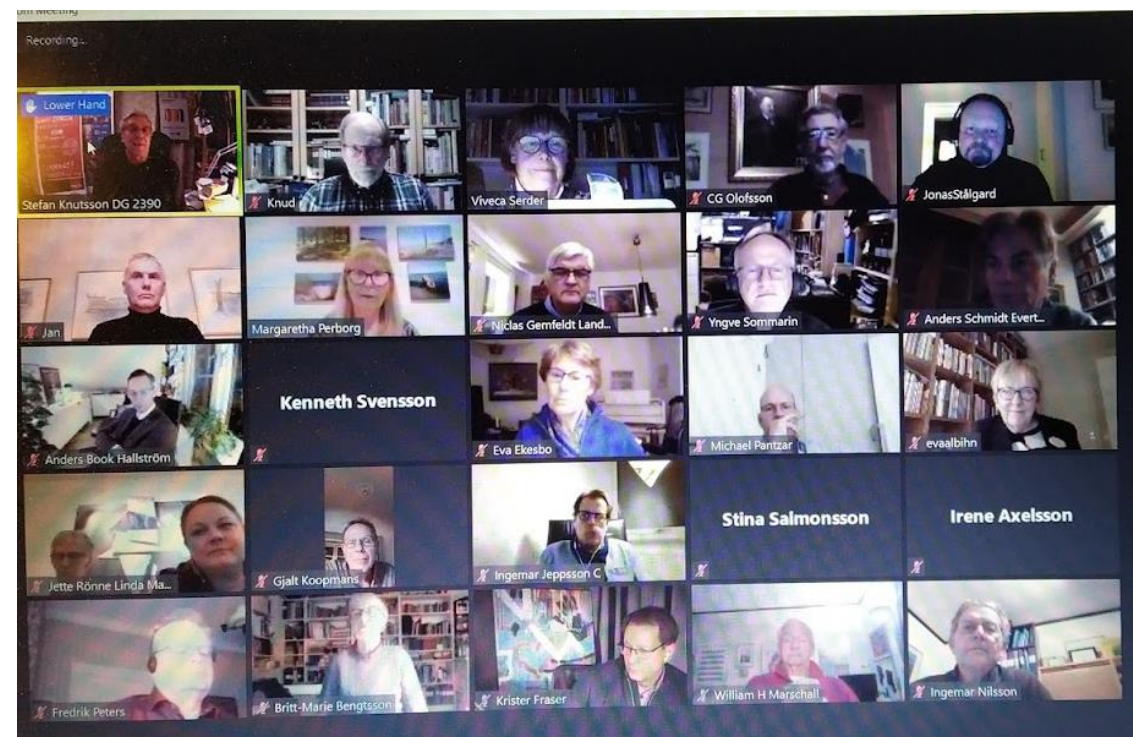 Zoom Meeting
Recording...
Lower Hand
Stefan Knutsson DG 2390
Knud
Viveca Serder
CG Olofsson
JonasStålgard
Jan
Margaretha Perborg
Niclas Gemfeldt Land...
Yngve Sommarin
Anders Schmidt Evert...
Anders Book Hallström
Kenneth Svensson
Eva Ekesbo
Michael Pantzar
evaalbihn
Jette Rönne Linda Ma...
Gjalt Koopmans
Ingemar Jeppsson C
Stina Salmonsson
Irene Axelsson
Fredrik Peters
Britt-Marie Bengtsson
Krister Fraser
William H Marschall
Ingemar Nilsson